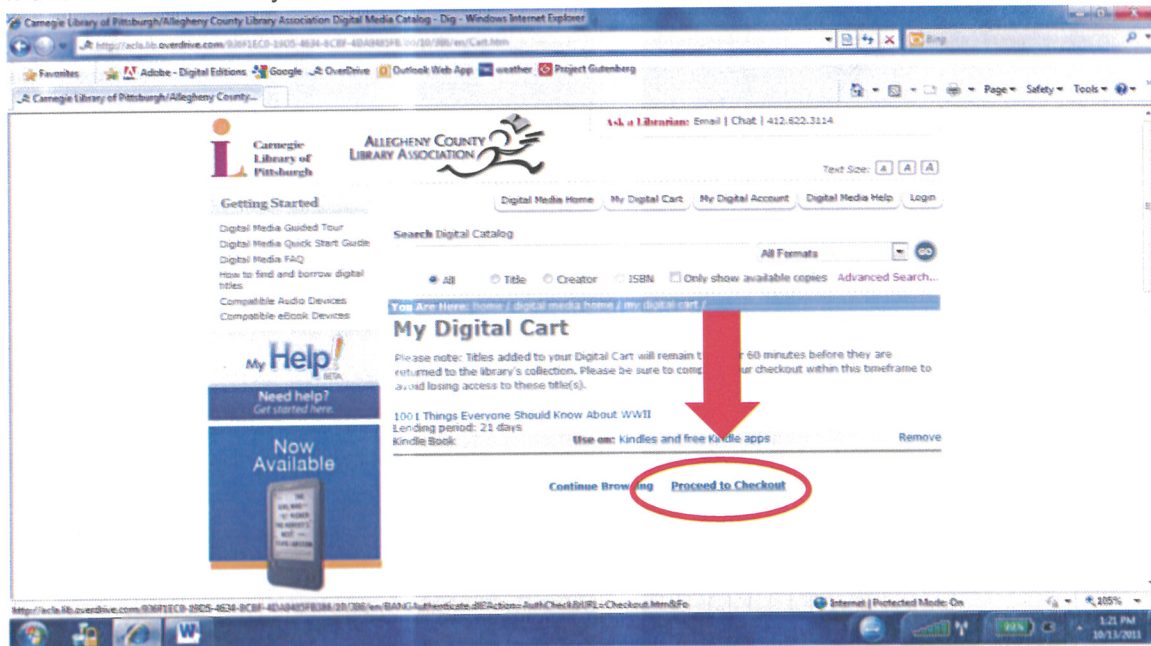 Carnegie Library of Pittsburgh/Allegheny County Library Association Digital Media Catalog - Dig - Windows Internet Explorer
Bing
Favorites Adobe - Digital Editions Google OverDrive Outlook Web App weather Project Gutenberg
Carnegie Library of Pittsburgh/Allegheny County...
Page Safety Tools
Ask a Librarian: Email | Chat | 412.622.3114
Carnegie
Library of
Pittsburgh
ALLEGHENY COUNTY
LIBRARY ASSOCIATION
Text Size: A A A
Digital Media Home My Digital Cart My Digital Account Digital Media Help Login
Getting Started
Digital Media Guided Tour
Digital Media Quick Start Guide
Digital Media FAQ
How to find and borrow digital
titles
Compatible Audio Devices
Compatible eBook Devices
Search Digital Catalog
All Formats GO
All Title Creator ISBN Only show available copies Advanced Search...
You Are Here: home / digital media home / my digital cart /
My Digital Cart
Please note: Titles added to your Digital Cart will remain 60 minutes before they are
returned to the library's collection. Please be sure to checkout within this timeframe to
avoid losing access to these title(s).
1001 Things Everyone Should Know About WWII
Lending period: 21 days
Kindle Book Use on: Kindles and free Kindle apps Remove
Continue Browsing Proceed to Checkout
My Help!
BETA
Need help?
Get started here.
Now
Available
Internet | Protected Mode: On 105%
99%
1:21 PM
10/13/2011